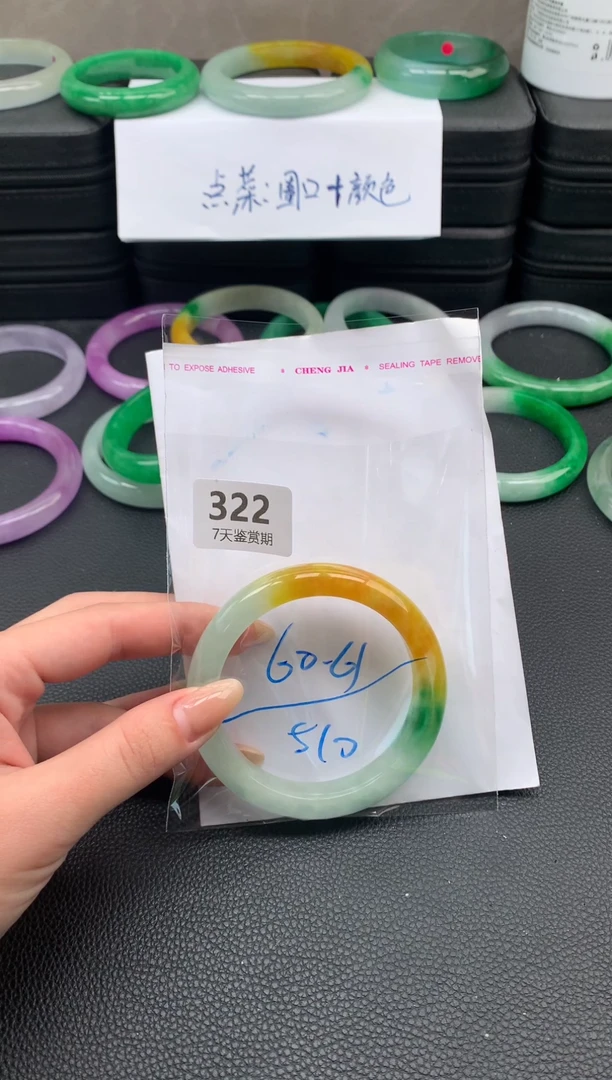 点菜:圈口+颜色
TO EXPOSE ADHESIVE * CHENG JIA * SEALING TAPE REMOVE
322
7天鉴赏期
60-61
510